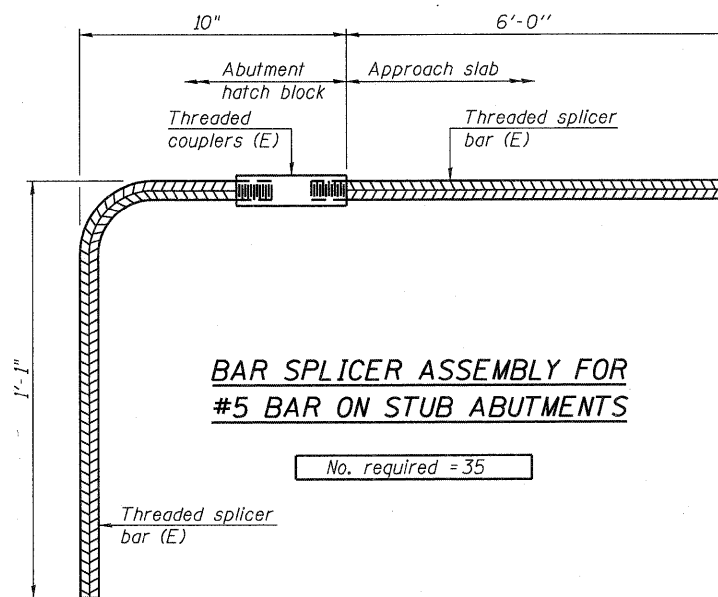 10"
6'-0"
Abutment
hatch block
Approach slab
Threaded
couplers (E)
Threaded splicer
bar (E)
1'-1"
BAR SPLICER ASSEMBLY FOR
#5 BAR ON STUB ABUTMENTS
No. required = 35
Threaded splicer
bar (E)